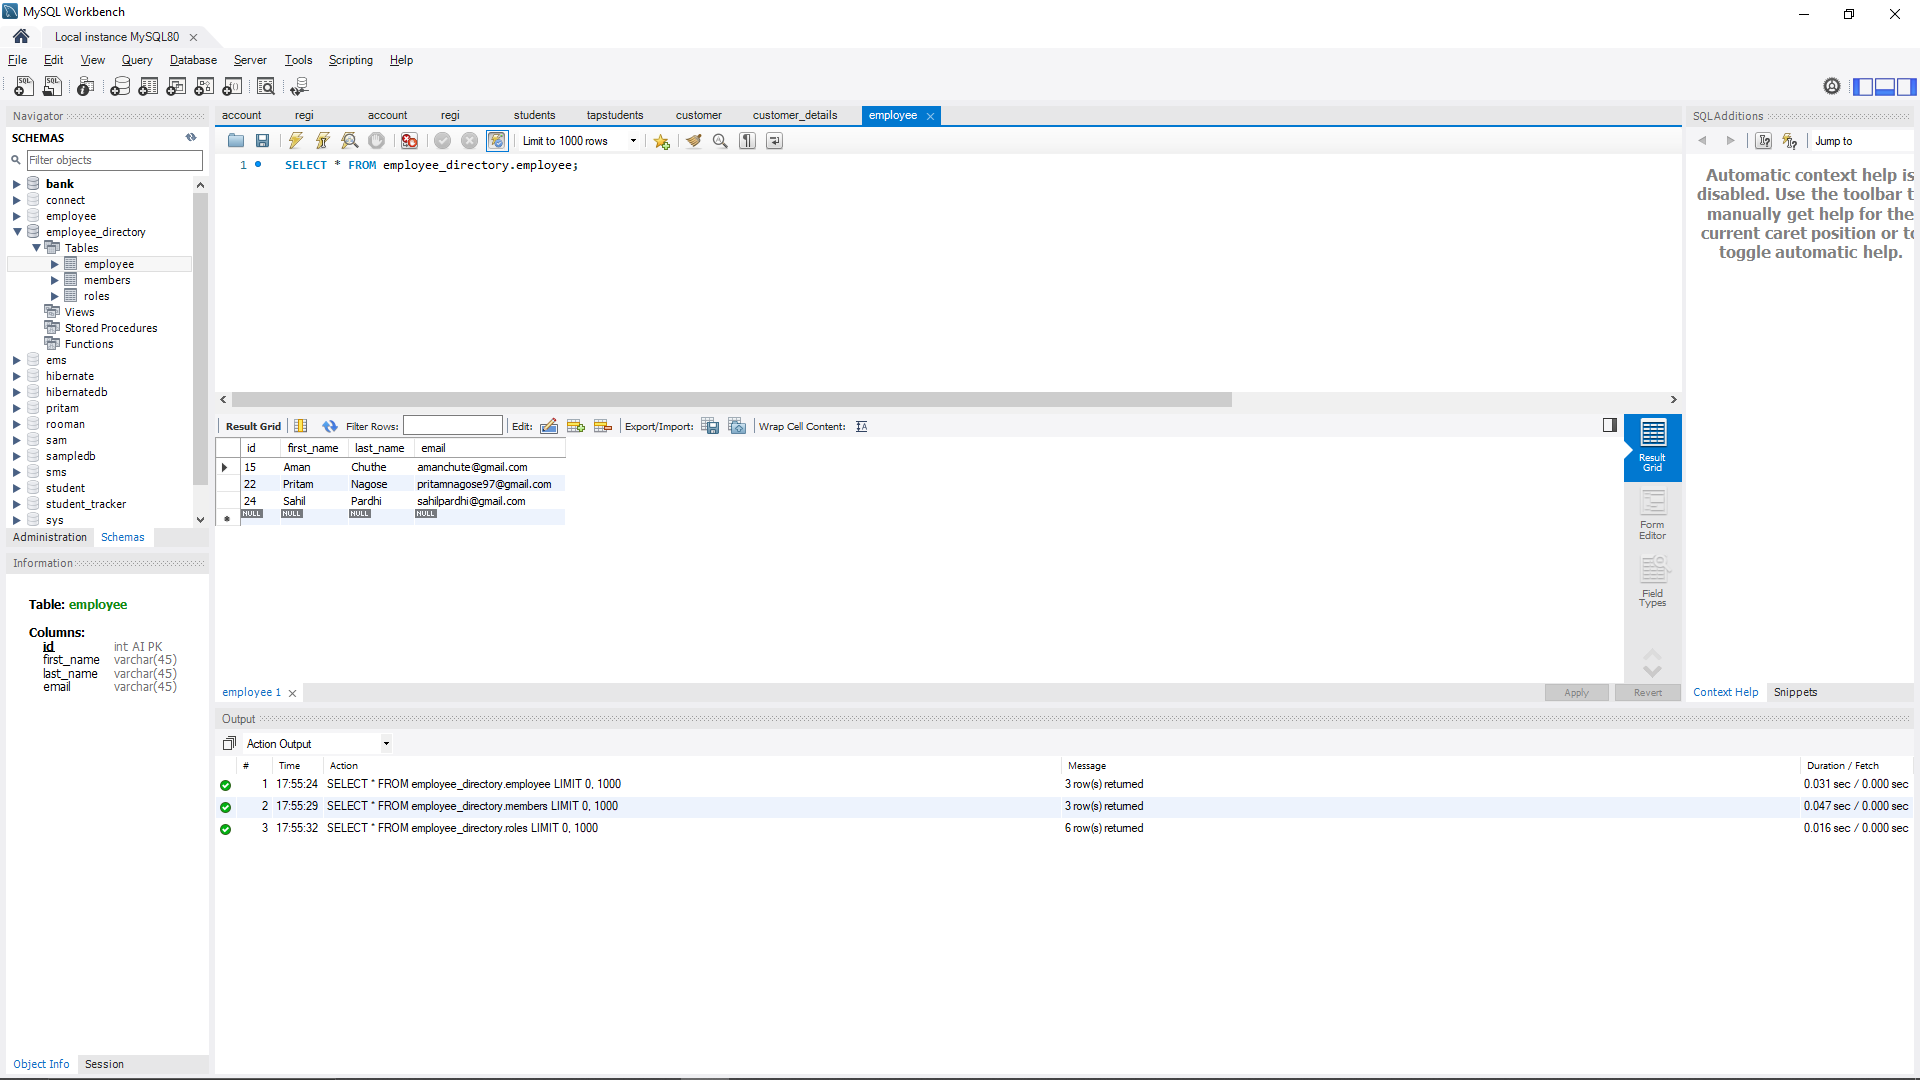 MySQL Workbench
Local instance MySQL80
File Edit View Query Database Server Tools Scripting Help
Navigator
SCHEMAS
Filter objects
bank
connect
employee
employee_directory
Tables
employee
members
roles
Views
Stored Procedures
Functions
ems
hibernate
hibernatedb
pritam
rooman
sam
sampledb
sms
student
student_tracker
sys
Administration Schemas
Information
Table: employee
Columns:
id int AI PK
first_name varchar(45)
last_name varchar(45)
email varchar(45)
Object Info Session
account regi account regi students tapstudents customer customer_details employee
Limit to 1000 rows
1 SELECT * FROM employee_directory.employee;
Result Grid Filter Rows: Edit: Export/Import: Wrap Cell Content:
id first_name last_name email
15 Aman Chuthe amanchute@gmail.com
22 Pritam Nagose pritamnagose97@gmail.com
24 Sahil Pardhi sahilpardhi@gmail.com
NULL NULL NULL NULL
Result Grid
Form Editor
Field Types
employee 1
Apply Revert
Output
Action Output
# Time Action Message Duration / Fetch
1 17:55:24 SELECT * FROM employee_directory.employee LIMIT 0, 1000 3 row(s) returned 0.031 sec / 0.000 sec
2 17:55:29 SELECT * FROM employee_directory.members LIMIT 0, 1000 3 row(s) returned 0.047 sec / 0.000 sec
3 17:55:32 SELECT * FROM employee_directory.roles LIMIT 0, 1000 6 row(s) returned 0.016 sec / 0.000 sec
SQLAdditions
Jump to
Automatic context help is
disabled. Use the toolbar t
manually get help for the
current caret position or to
toggle automatic help.
Context Help Snippets